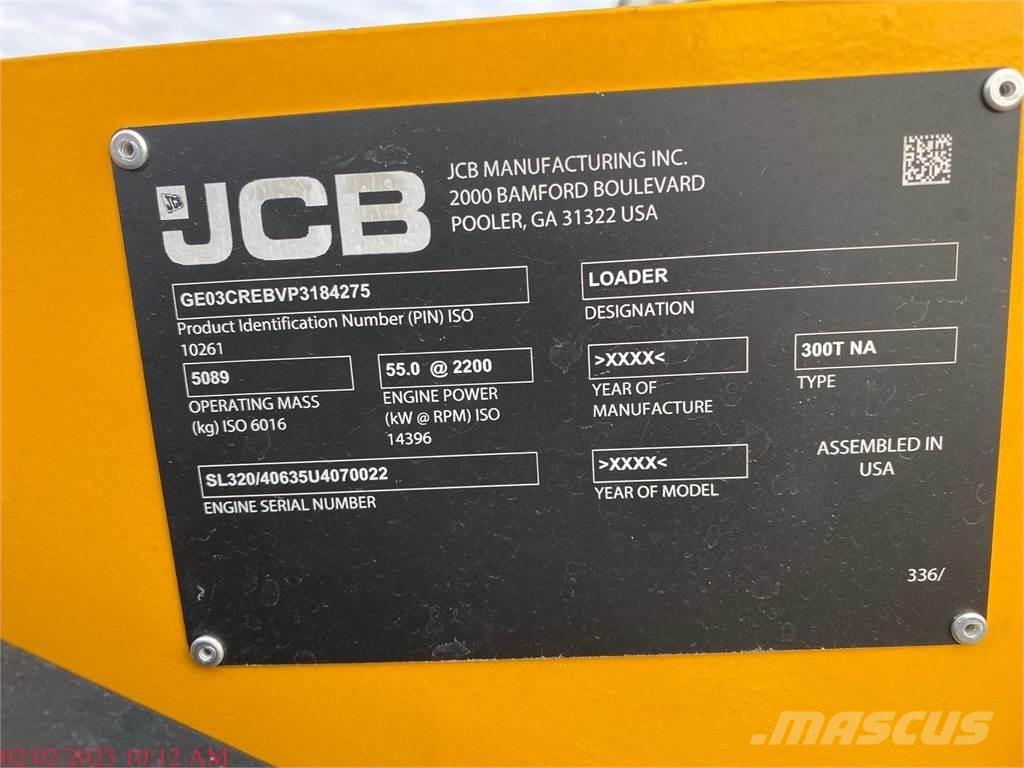 JCB
JCB MANUFACTURING INC.
2000 BAMFORD BOULEVARD
POOLER, GA 31322 USA
GE03CREBVP3184275
Product Identification Number (PIN) ISO
10261
LOADER
DESIGNATION
5089
OPERATING MASS
(kg) ISO 6016
55.0 @ 2200
ENGINE POWER
(kW @ RPM) ISO
14396
>XXXX<
YEAR OF
MANUFACTURE
300T NA
TYPE
SL320/40635U4070022
ENGINE SERIAL NUMBER
>XXXX<
YEAR OF MODEL
ASSEMBLED IN
USA
336/
02/02/2023 10:12 AM
MASCUS